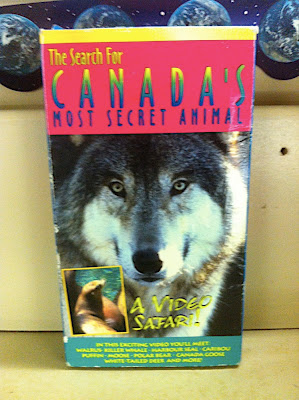 The Search For
CANADA'S
MOST SECRET ANIMAL
A VIDEO
SAFARI!
IN THIS EXCITING VIDEO YOU'LL MEET:
WALRUS · KILLER WHALE · HARBOUR SEAL · CARIBOU
PUFFIN · MOOSE · POLAR BEAR · CANADA GOOSE
WHITE-TAILED DEER AND MORE!